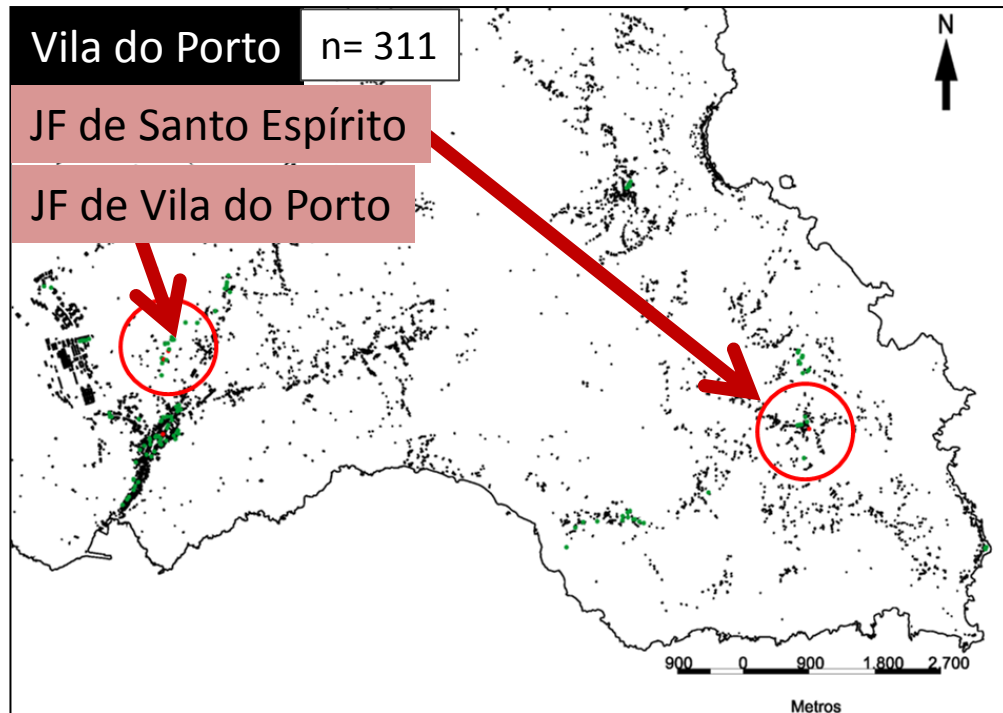 Vila do Porto
n= 311
JF de Santo Espírito
JF de Vila do Porto
N
900 0 900 1.800 2.700
Metros